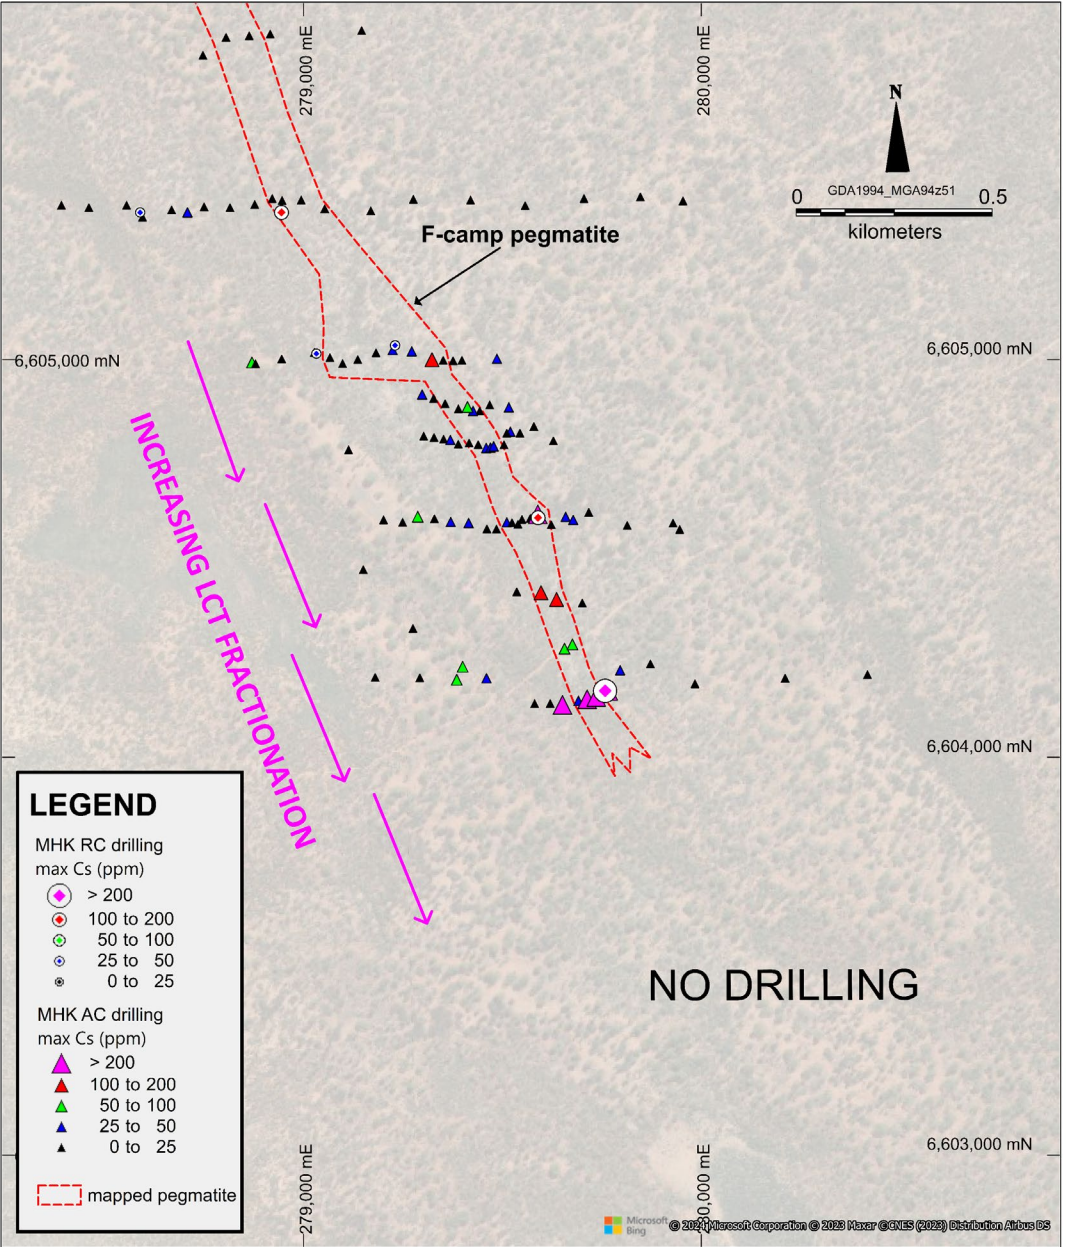 279,000 mE
280,000 mE
N
GDA1994_MGA94z51
0 0.5
kilometers
F-camp pegmatite
6,605,000 mN
6,605,000 mN
INCREASING LCT FRACTIONATION
6,604,000 mN
LEGEND
MHK RC drilling
max Cs (ppm)
> 200
100 to 200
50 to 100
25 to 50
0 to 25
MHK AC drilling
max Cs (ppm)
> 200
100 to 200
50 to 100
25 to 50
0 to 25
mapped pegmatite
NO DRILLING
6,603,000 mN
279,000 mE
Microsoft
Bing
© 2024 Microsoft Corporation © 2023 Maxar ©CNES (2023) Distribution Airbus DS